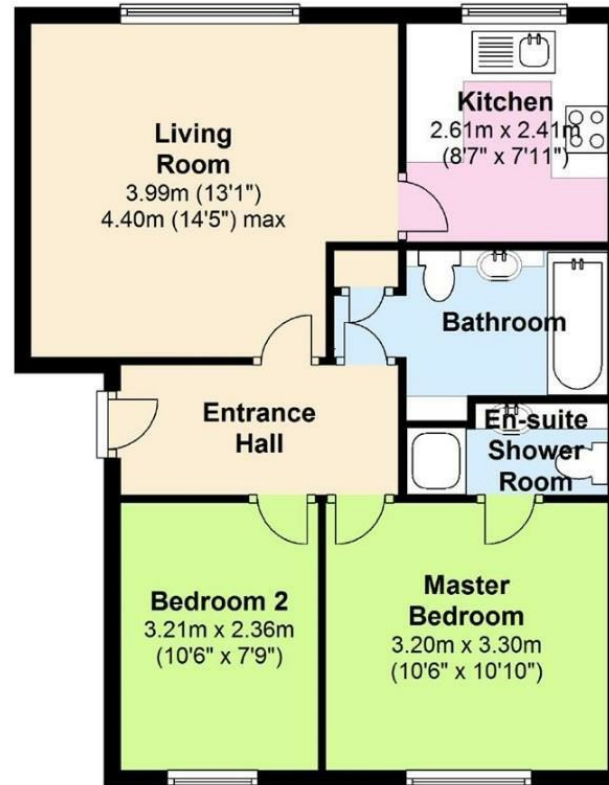 Living
Room
3.99m (13'1")
4.40m (14'5") max
Kitchen
2.61m x 2.41m
(8'7" x 7'11")
Bathroom
Entrance
Hall
En-suite
Shower
Room
Bedroom 2
3.21m x 2.36m
(10'6" x 7'9")
Master
Bedroom
3.20m x 3.30m
(10'6" x 10'10")